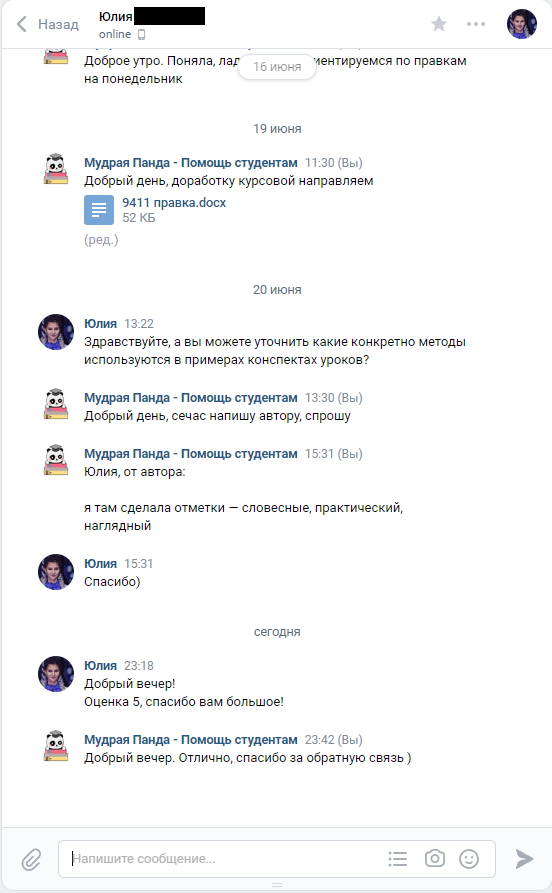 Назад
Юлия
online
Доброе утро. Поняла, лад
ментируемся по правкам
16 июня
на понедельник
19 июня
Мудрая Панда - Помощь студентам 11:30 (Вы)
Добрый день, доработку курсовой направляем
9411 правка.docx
52 КБ
(ред.)
20 июня
Юлия 13:22
Здравствуйте, а вы можете уточнить какие конкретно методы
используются в примерах конспектах уроков?
Мудрая Панда - Помощь студентам 13:30 (Вы)
Добрый день, сечас напишу автору, спрошу
Мудрая Панда - Помощь студентам 15:31 (Вы)
Юлия, от автора:
я там сделала отметки — словесные, практический,
наглядный
Юлия 15:31
Спасибо)
сегодня
Юлия 23:18
Добрый вечер!
Оценка 5, спасибо вам большое!
Мудрая Панда - Помощь студентам 23:42 (Вы)
Добрый вечер. Отлично, спасибо за обратную связь )
Напишите сообщение...